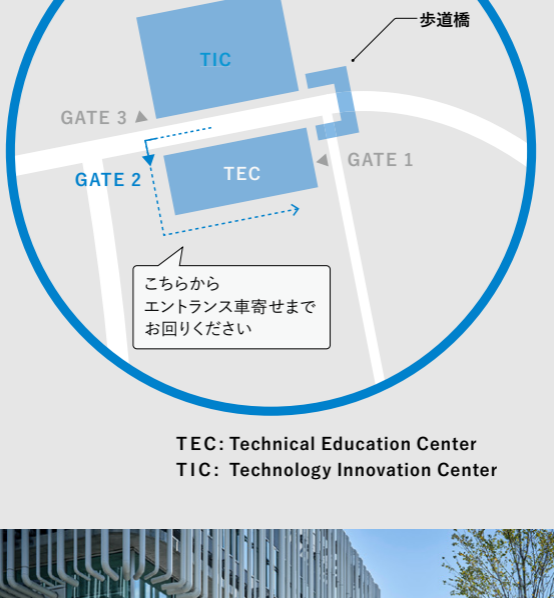 歩道橋
TIC
GATE 3
GATE 1
TEC
GATE 2
こちらから
エントランス車寄せまで
お回りください
TEC: Technical Education Center
TIC: Technology Innovation Center